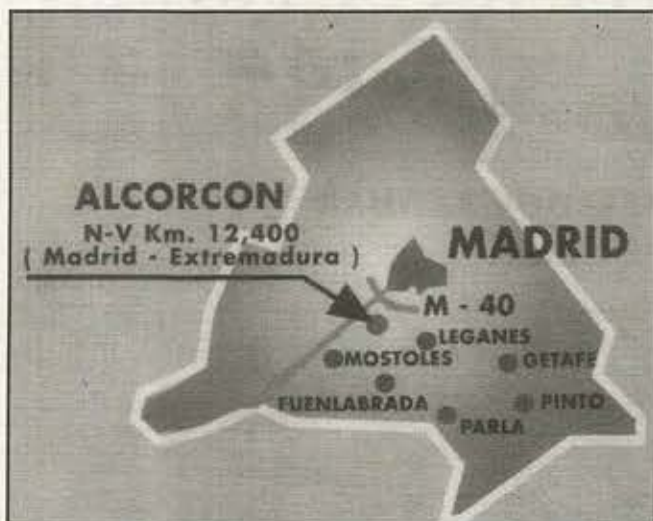 ALCORCON
N-V Km. 12,400
( Madrid - Extremadura )
MADRID
M - 40
LEGANES
MOSTOLES
GETAFE
FUENLABRADA
PINTO
PARLA